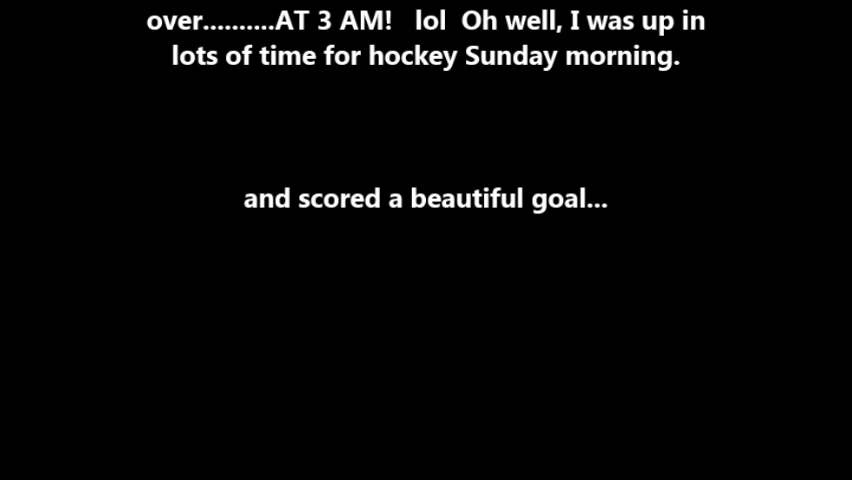 over..........AT 3 AM!   lol  Oh well, I was up in
lots of time for hockey Sunday morning.
and scored a beautiful goal...